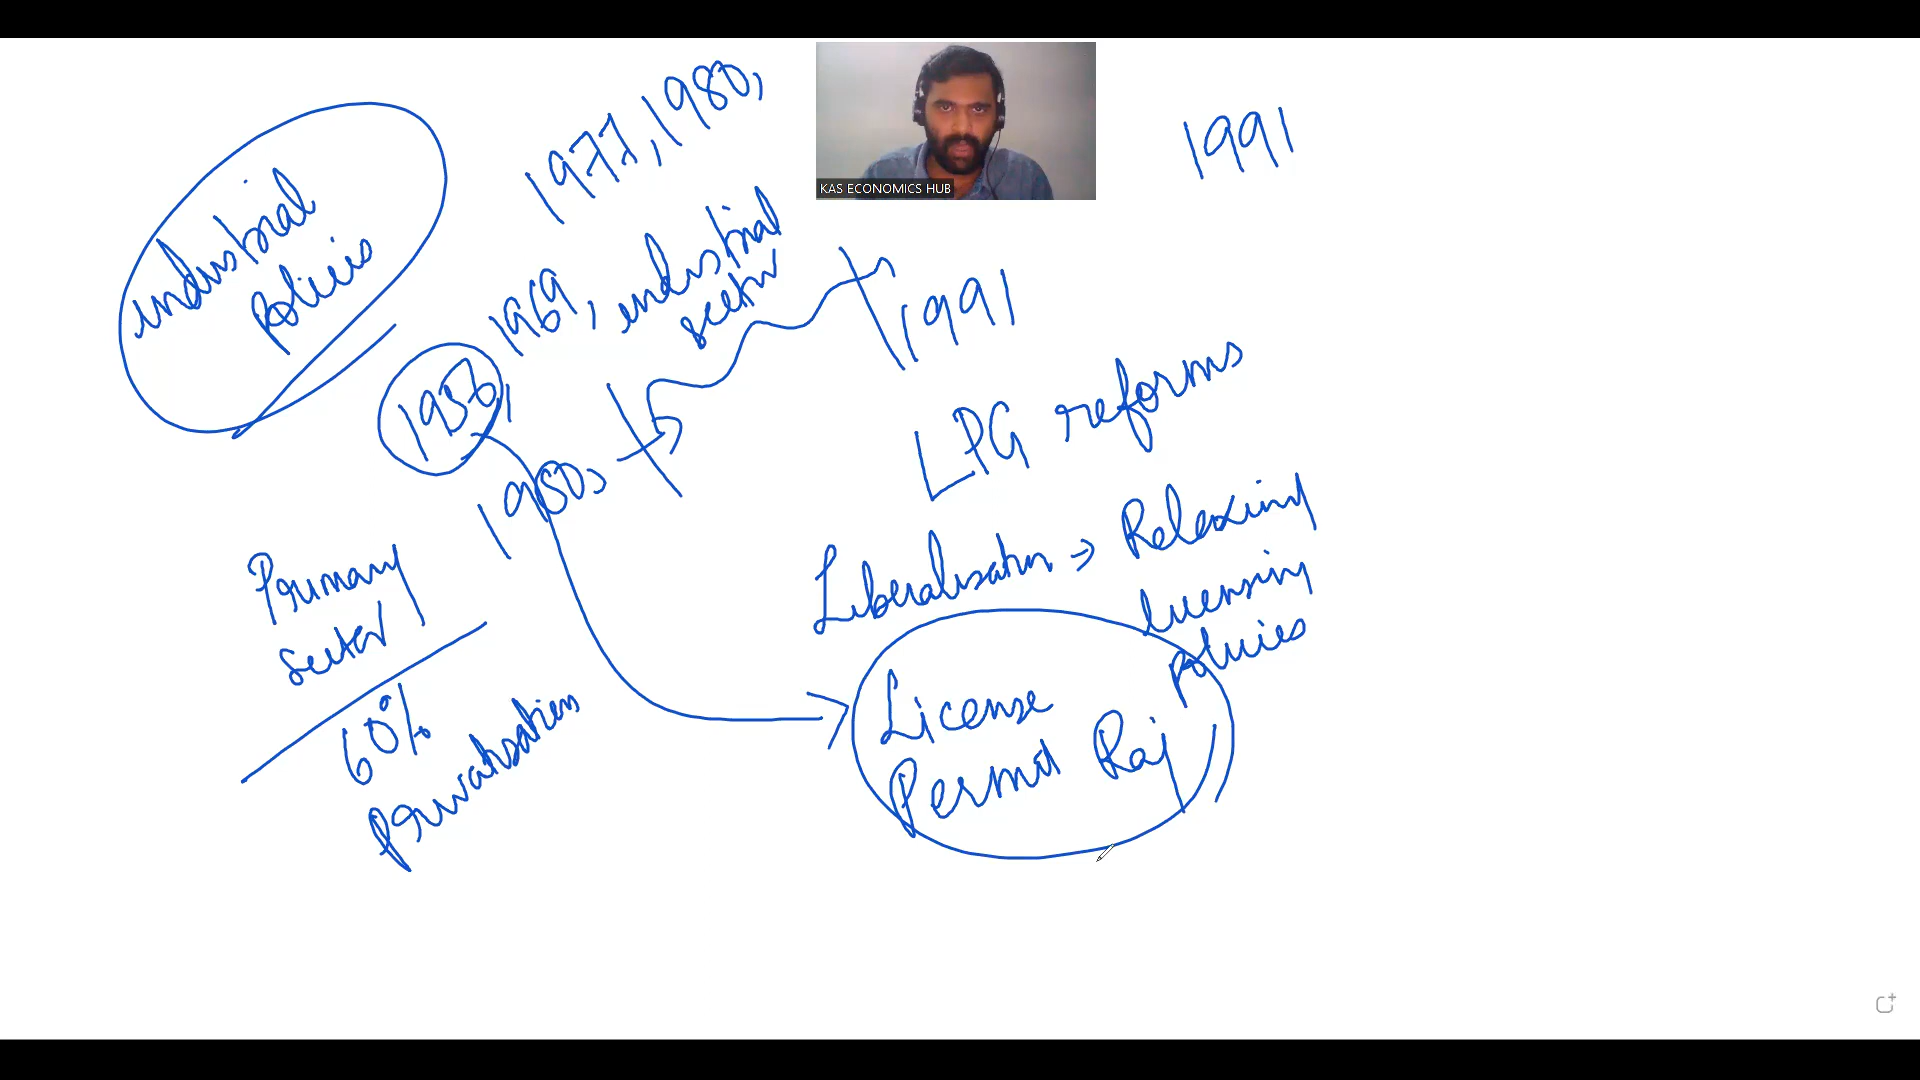 1977, 1980,
KAS ECONOMICS HUB
1991
industrial
policies
1969, industrial
sector
1991
1956,
1950s
LPG reforms
Primary
sector
60%
privatisation
Liberalisation → Relaxing
licensing
policies
License
Permit Raj